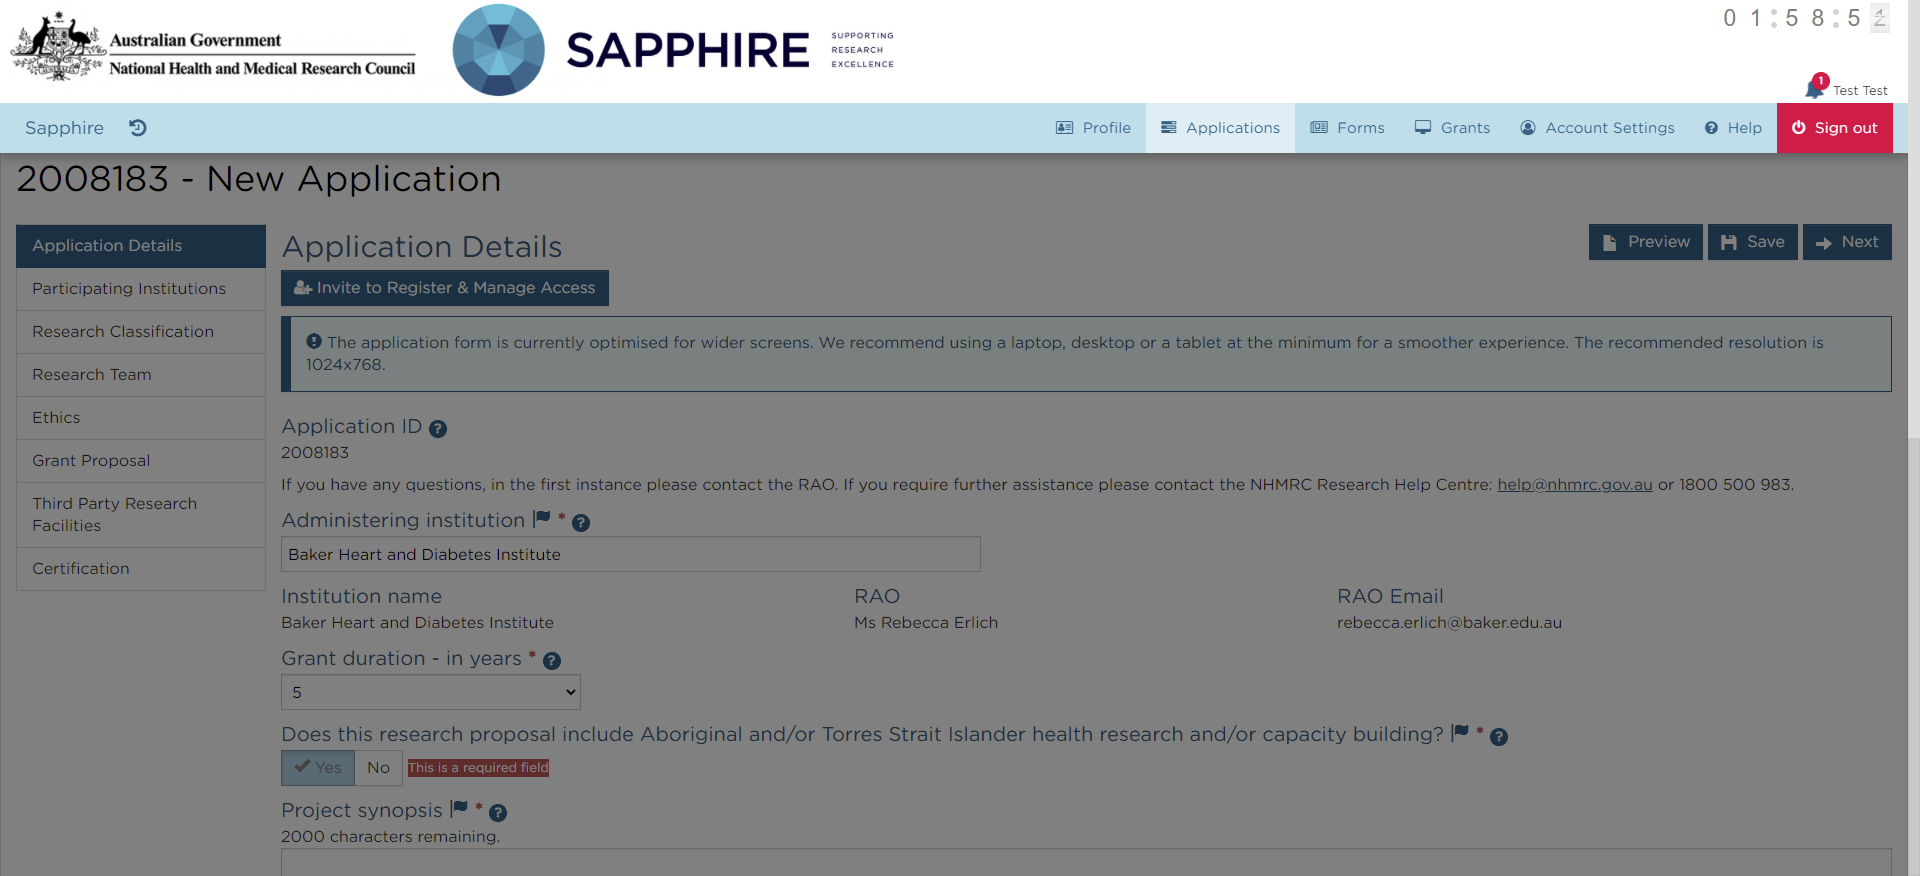 Australian Government
National Health and Medical Research Council
SAPPHIRE
SUPPORTING
RESEARCH
EXCELLENCE
01:58:5
1
Test Test
Sapphire
Profile
Applications
Forms
Grants
Account Settings
Help
Sign out
2008183 - New Application
Application Details
Participating Institutions
Research Classification
Research Team
Ethics
Grant Proposal
Third Party Research
Facilities
Certification
Application Details
Preview
Save
Next
Invite to Register & Manage Access
The application form is currently optimised for wider screens. We recommend using a laptop, desktop or a tablet at the minimum for a smoother experience. The recommended resolution is
1024x768.
Application ID
2008183
If you have any questions, in the first instance please contact the RAO. If you require further assistance please contact the NHMRC Research Help Centre: help@nhmrc.gov.au or 1800 500 983.
Administering institution *
Baker Heart and Diabetes Institute
Institution name
Baker Heart and Diabetes Institute
RAO
Ms Rebecca Erlich
RAO Email
rebecca.erlich@baker.edu.au
Grant duration - in years *
5
Does this research proposal include Aboriginal and/or Torres Strait Islander health research and/or capacity building? *
Yes
No
This is a required field
Project synopsis *
2000 characters remaining.